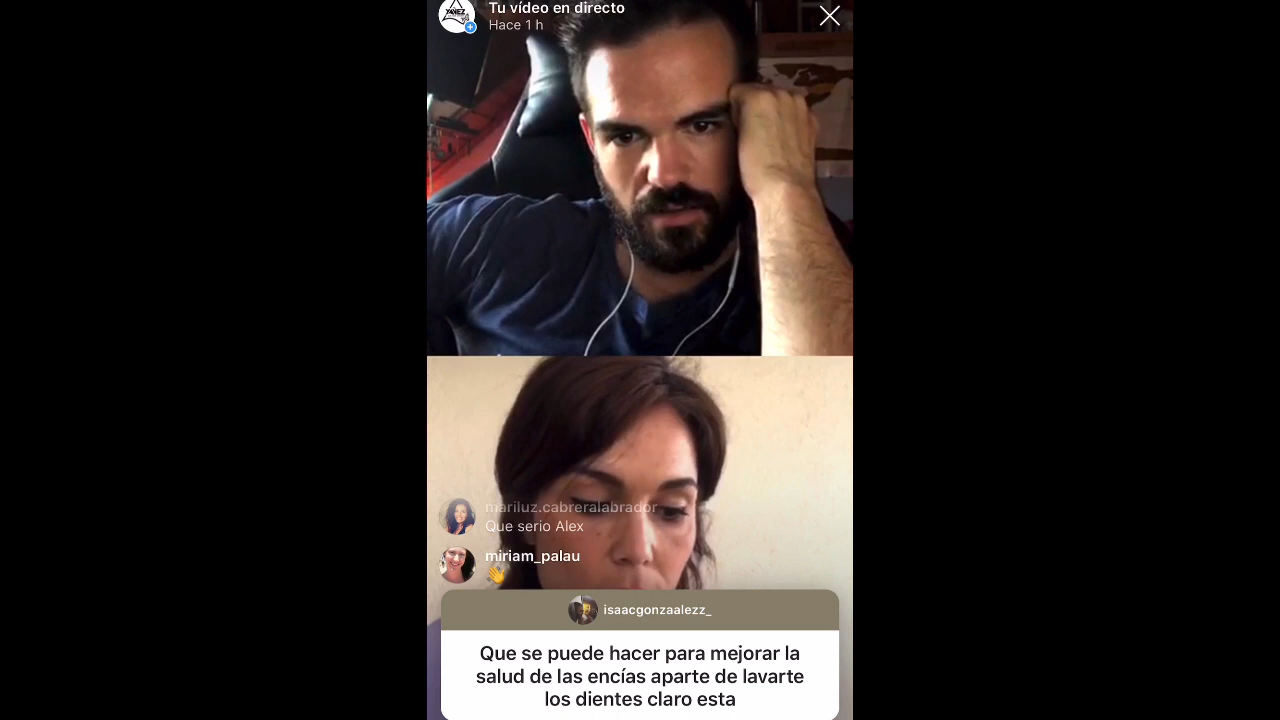 YAÑEZ
Tu vídeo en directo
Hace 1 h
mariluz.cabreralabrador
Que serio Alex
miriam_palau
👋
isaacgonzaalezz_
Que se puede hacer para mejorar la
salud de las encías aparte de lavarte
los dientes claro esta